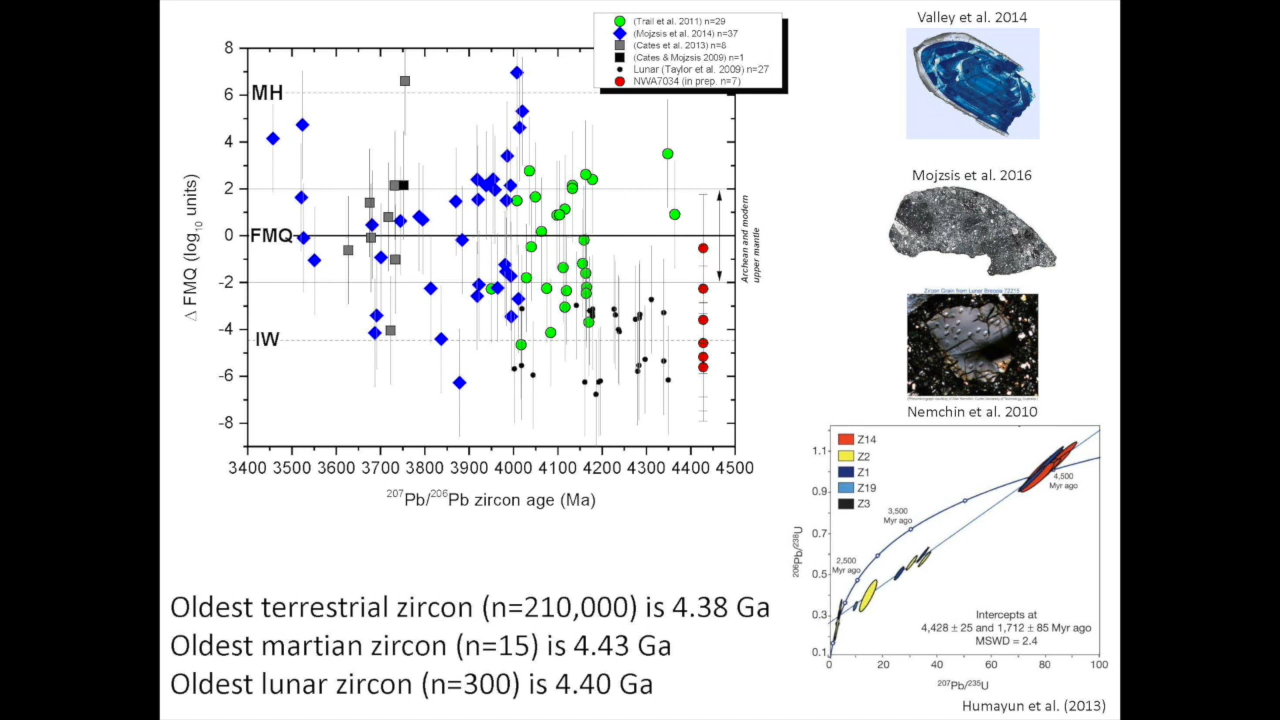 (Trail et al. 2011) n=29
(Mojzsis et al. 2014) n=37
(Cates et al. 2013) n=8
(Cates & Mojzsis 2009) n=1
Lunar (Taylor et al. 2009) n=27
NWA7034 (in prep. n=7)
8
6
4
2
0
-2
-4
-6
-8
MH
FMQ
IW
Δ FMQ (log10 units)
Archean and modern
upper mantle
3400 3500 3600 3700 3800 3900 4000 4100 4200 4300 4400 4500
207Pb/206Pb zircon age (Ma)
Valley et al. 2014
Mojzsis et al. 2016
Zircon Grain from Lunar Breccia 72215
Nemchin et al. 2010
Z14
Z2
Z1
Z19
Z3
1.1
0.9
0.7
0.5
0.3
0.1
206Pb/238U
4,500
Myr ago
3,500
Myr ago
2,500
Myr ago
Intercepts at
4,428 ± 25 and 1,712 ± 85 Myr ago
MSWD = 2.4
0 20 40 60 80 100
207Pb/235U
Humayun et al. (2013)
Oldest terrestrial zircon (n=210,000) is 4.38 Ga
Oldest martian zircon (n=15) is 4.43 Ga
Oldest lunar zircon (n=300) is 4.40 Ga